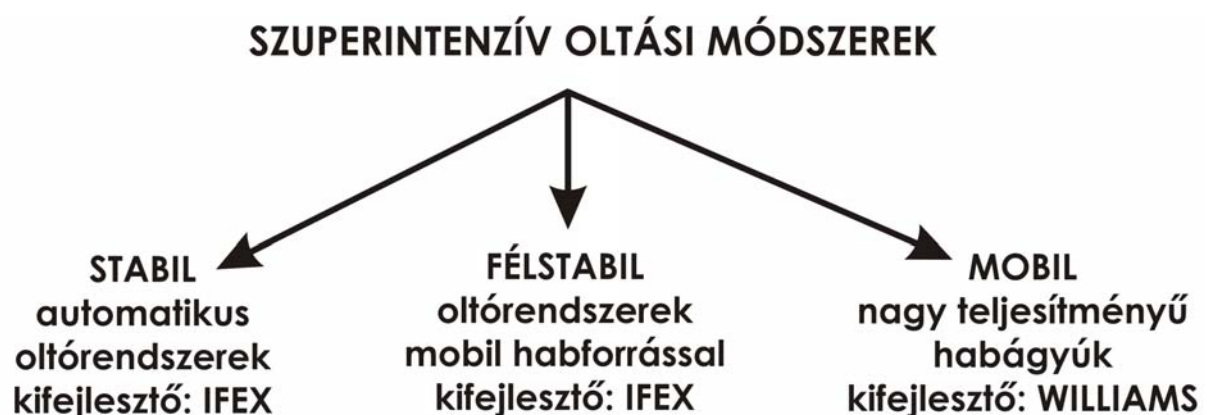 SZUPERINTENZÍV OLTÁSI MÓDSZEREK
STABIL
automatikus
oltórendszerek
kifejlesztő: IFEX
FÉLSTABIL
oltórendszerek
mobil habforrással
kifejlesztő: IFEX
MOBIL
nagy teljesítményű
habágyúk
kifejlesztő: WILLIAMS